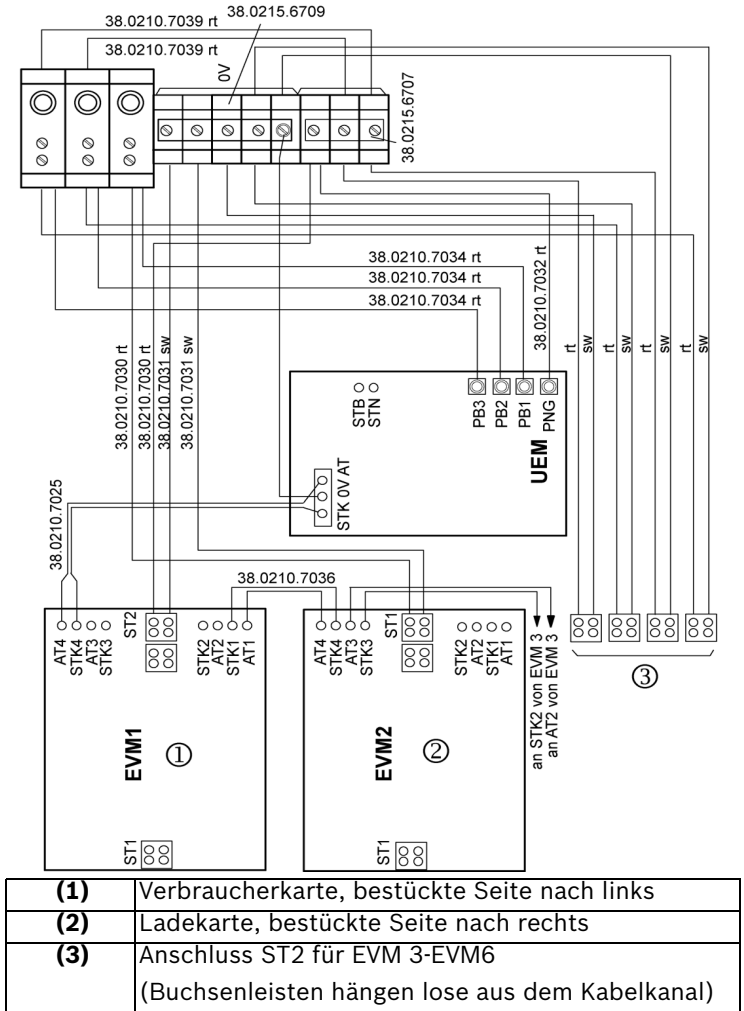 38.0215.6709
38.0210.7039 rt
38.0210.7039 rt
0V
38.0215.6707
38.0210.7034 rt
38.0210.7034 rt
38.0210.7034 rt
38.0210.7032 rt
rt
sw
rt
sw
rt
sw
rt
sw
38.0210.7030 rt
38.0210.7030 rt
38.0210.7031 sw
38.0210.7031 sw
STB
STN
PB3
PB2
PB1
PNG
UEM
STK 0V AT
38.0210.7025
38.0210.7036
AT4
STK4
AT3
STK3
ST2
STK2
AT2
STK1
AT1
EVM1
1
ST1
AT4
STK4
AT3
STK3
ST1
STK2
AT2
STK1
AT1
EVM2
2
ST1
an STK2 von EVM 3
an AT2 von EVM 3
3
(1) Verbraucherkarte, bestückte Seite nach links
(2) Ladekarte, bestückte Seite nach rechts
(3) Anschluss ST2 für EVM 3-EVM6
(Buchsenleisten hängen lose aus dem Kabelkanal)